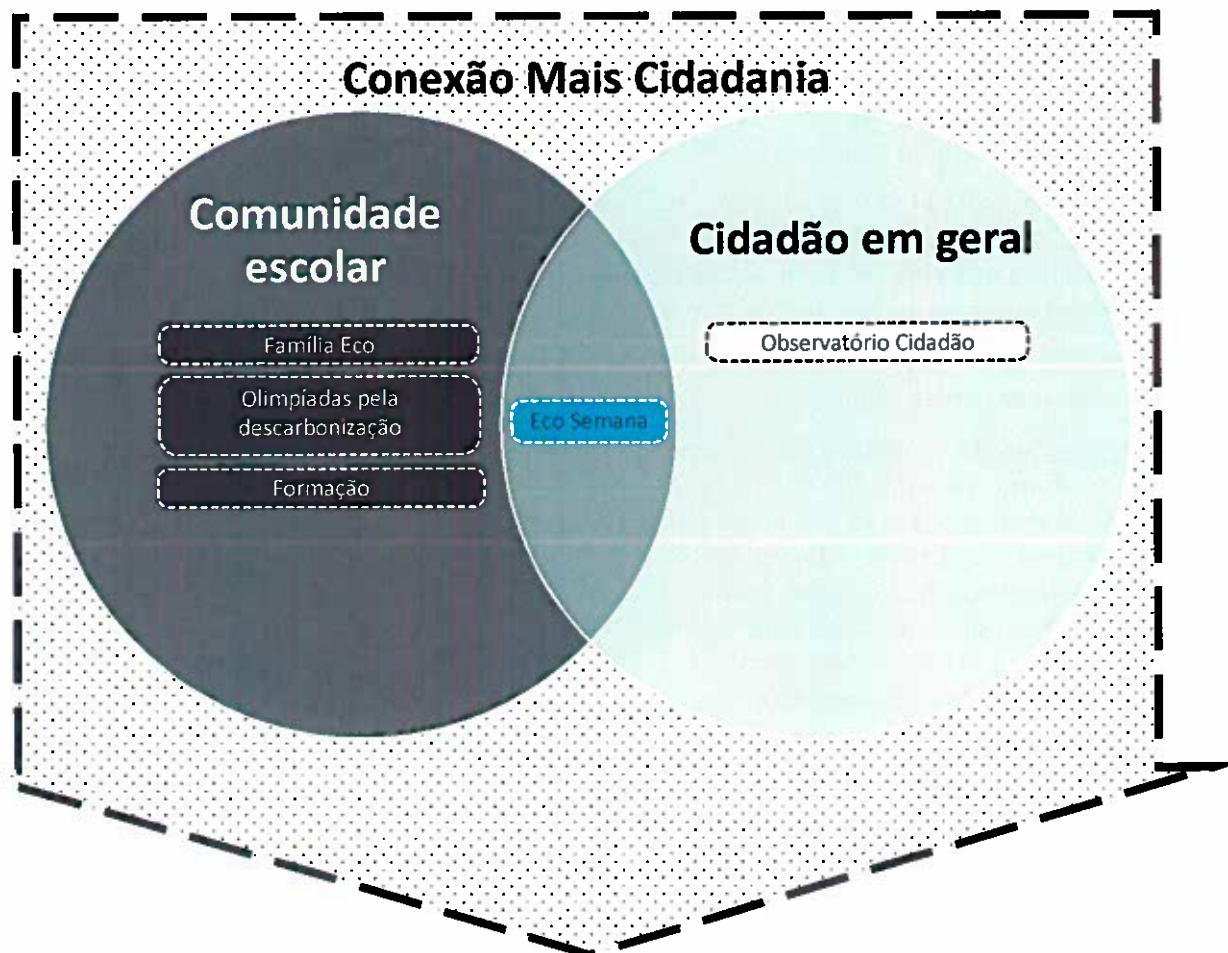 Conexão Mais Cidadania
Comunidade
escolar
Família Eco
Olimpíadas pela
descarbonização
Formação
Eco Semana
Cidadão em geral
Observatório Cidadão